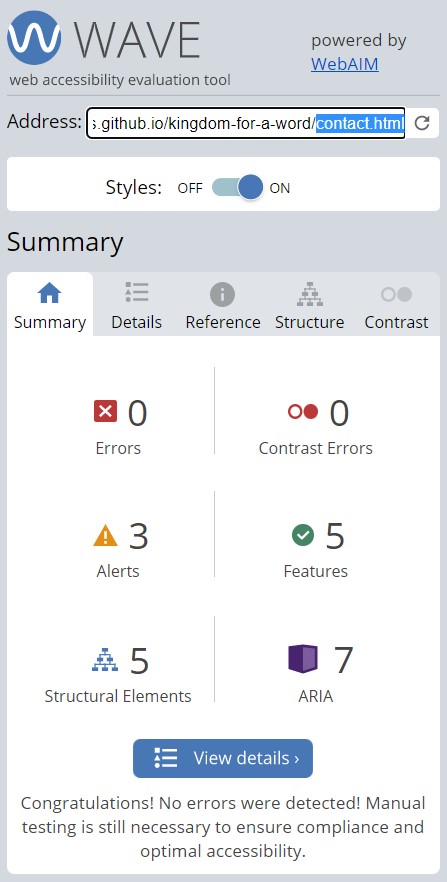 WAVE
powered by
WebAIM
web accessibility evaluation tool
Address: s.github.io/kingdom-for-a-word/contact.html
Styles: OFF ON
Summary
Summary Details Reference Structure Contrast
0 0
Errors Contrast Errors
3 5
Alerts Features
5 7
Structural Elements ARIA
View details ›
Congratulations! No errors were detected! Manual
testing is still necessary to ensure compliance and
optimal accessibility.